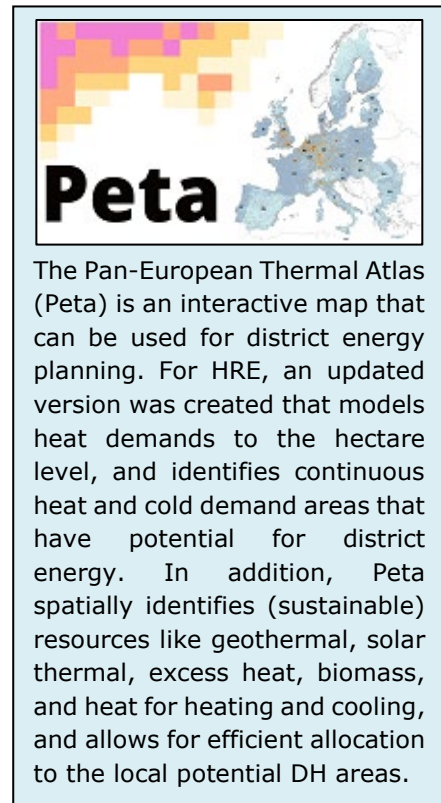 Peta
The Pan-European Thermal Atlas
(Peta) is an interactive map that
can be used for district energy
planning. For HRE, an updated
version was created that models
heat demands to the hectare
level, and identifies continuous
heat and cold demand areas that
have potential for district
energy. In addition, Peta
spatially identifies (sustainable)
resources like geothermal, solar
thermal, excess heat, biomass,
and heat for heating and cooling,
and allows for efficient allocation
to the local potential DH areas.